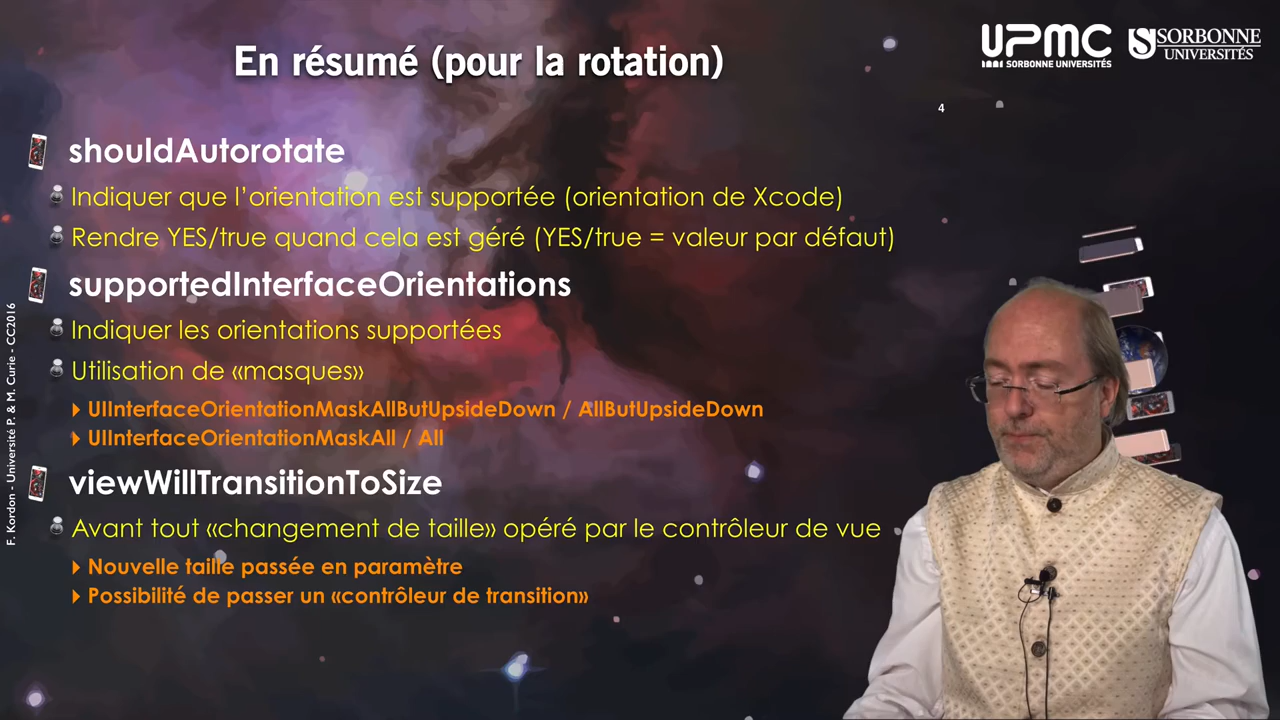 En résumé (pour la rotation)
UPMC
SORBONNE UNIVERSITÉS
SORBONNE
UNIVERSITÉS
4
shouldAutorotate
Indiquer que l'orientation est supportée (orientation de Xcode)
Rendre YES/true quand cela est géré (YES/true = valeur par défaut)
supportedInterfaceOrientations
Indiquer les orientations supportées
Utilisation de «masques»
UIInterfaceOrientationMaskAllButUpsideDown / AllButUpsideDown
UIInterfaceOrientationMaskAll / All
viewWillTransitionToSize
Avant tout «changement de taille» opéré par le contrôleur de vue
Nouvelle taille passée en paramètre
Possibilité de passer un «contrôleur de transition»
F. Kordon - Université P. & M. Curie - CC2016